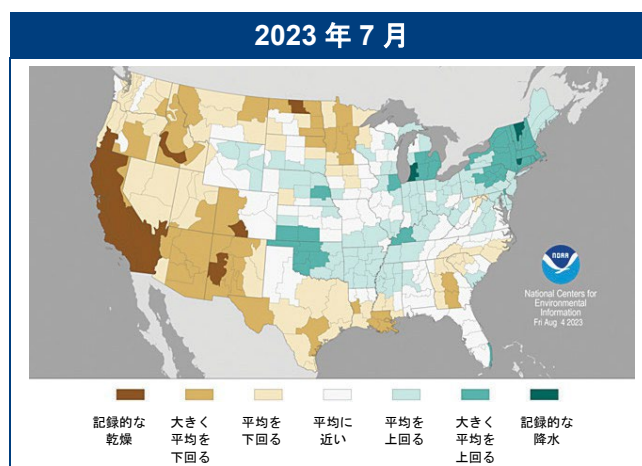 2023 年 7 月
NOAA
National Centers for
Environmental
Information
Fri Aug 4 2023
記録的な
乾燥
大きく
平均を
下回る
平均を
下回る
平均に
近い
平均を
上回る
大きく
平均を
上回る
記録的な
降水